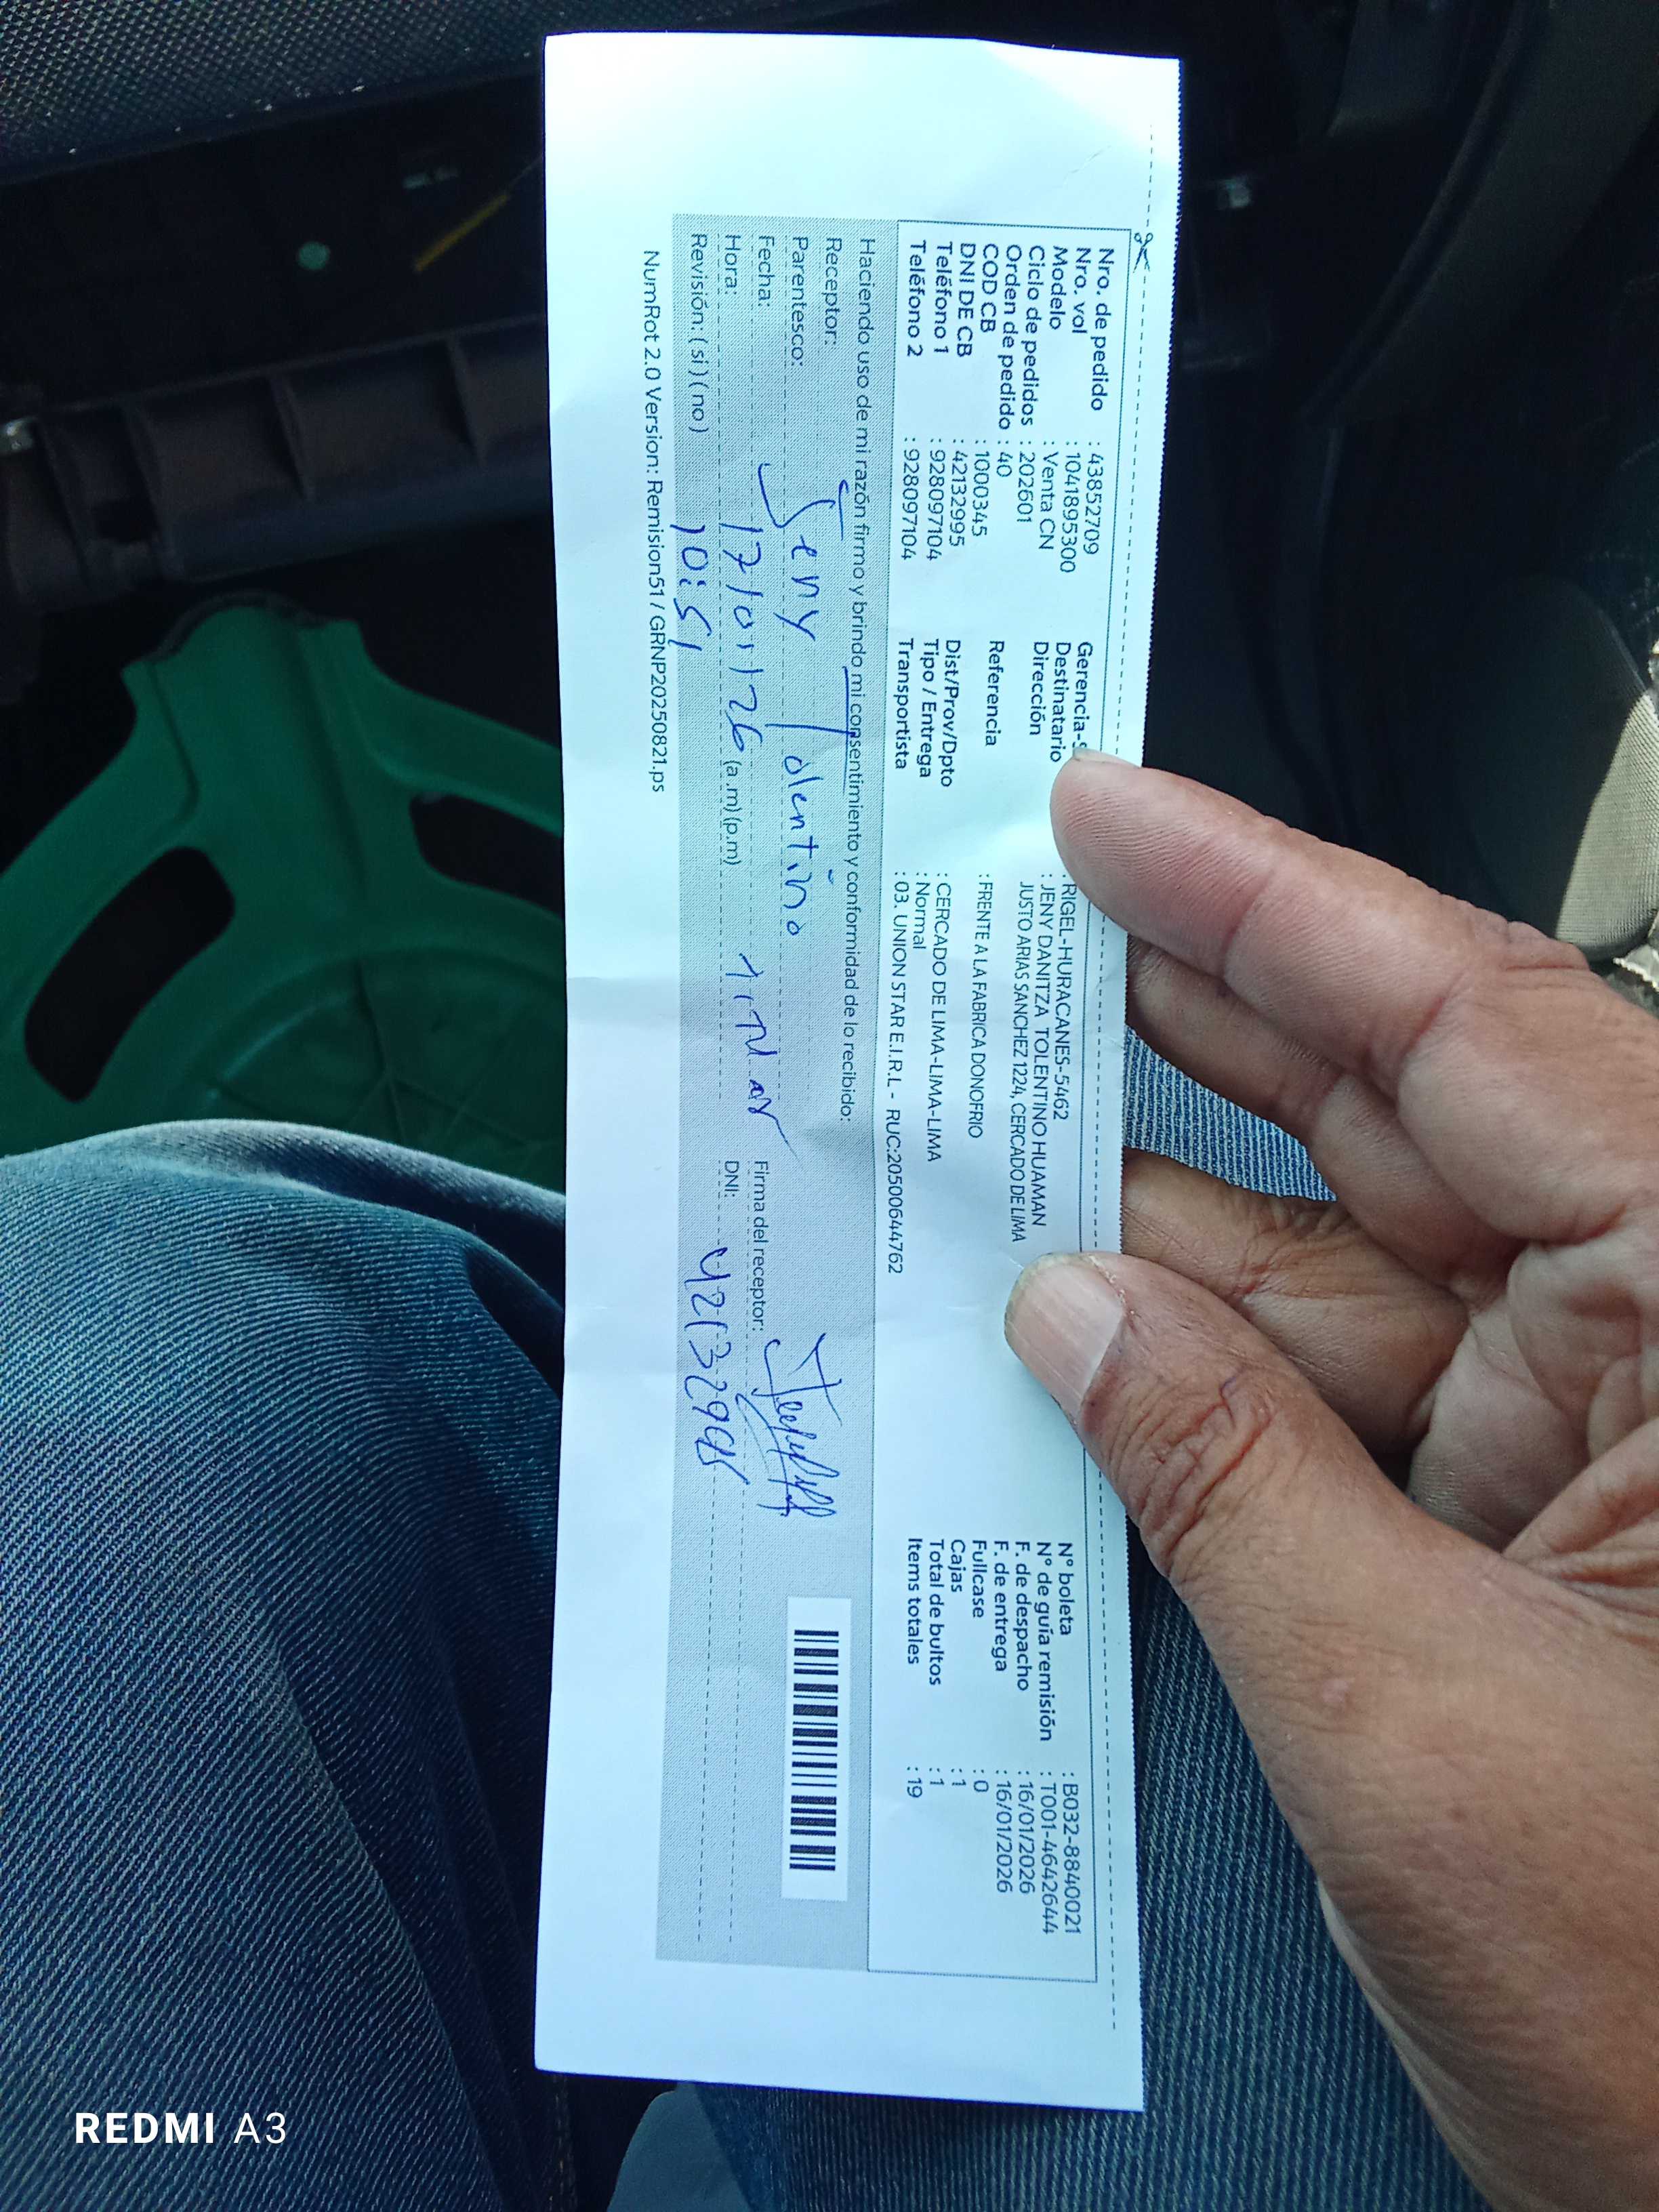 Nro. de pedido : 43852709
Nro. vol : 1041895300
Modelo : Venta CN
Ciclo de pedidos : 202601
Orden de pedido : 40
COD CB : 1000345
DNI DE CB : 42132995
Teléfono 1 : 928097104
Teléfono 2 : 928097104
Gerencia-S : RIGEL-HURACANES-5462
Destinatario : JENY DANITZA TOLENTINO HUAMAN
Dirección JUSTO ARIAS SANCHEZ 1224, CERCADO DE LIMA
Referencia : FRENTE A LA FABRICA DONOFRIO
Dist/Prov/Dpto : CERCADO DE LIMA-LIMA-LIMA
Tipo / Entrega : Normal
Transportista : 03. UNION STAR E.I.R.L - RUC:20500644762
N° boleta : B032-8840021
N° de guía remisión : T001-4642644
F. de despacho : 16/01/2026
F. de entrega : 16/01/2026
Fullcase : 0
Cajas : 1
Total de bultos : 1
Items totales : 19
Haciendo uso de mi razón firmo y brindo mi consentimiento y conformidad de lo recibido:
Receptor: Jeny Tolentino
Parentesco: Titular
Fecha: 17/01/26
Hora: 10:51 (a.m) (p.m)
Revisión: ( si ) ( no )
Firma del receptor:
DNI: 42132995
NumRot 2.0 Version: Remision51 / GRNP20250821.ps
REDMI A3